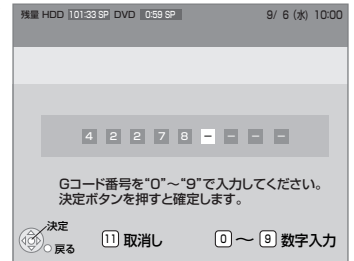 残量 HDD 101:33 SP DVD 0:59 SP 9/ 6 (水) 10:00
4 2 2 7 8 - - - - -
Gコード番号を“0”～“9”で入力してください。
決定ボタンを押すと確定します。
決定
戻る
11 取消し 0 ～ 9 数字入力